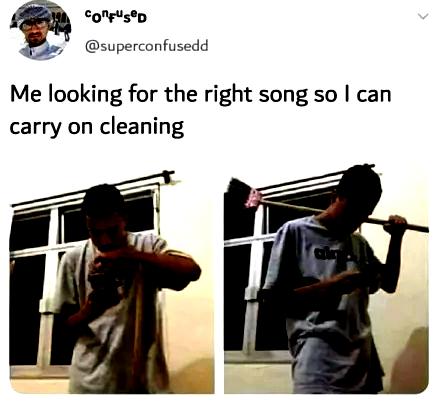 ᶜOⁿFᵘSᵉD
@superconfusedd
Me looking for the right song so I can
carry on cleaning